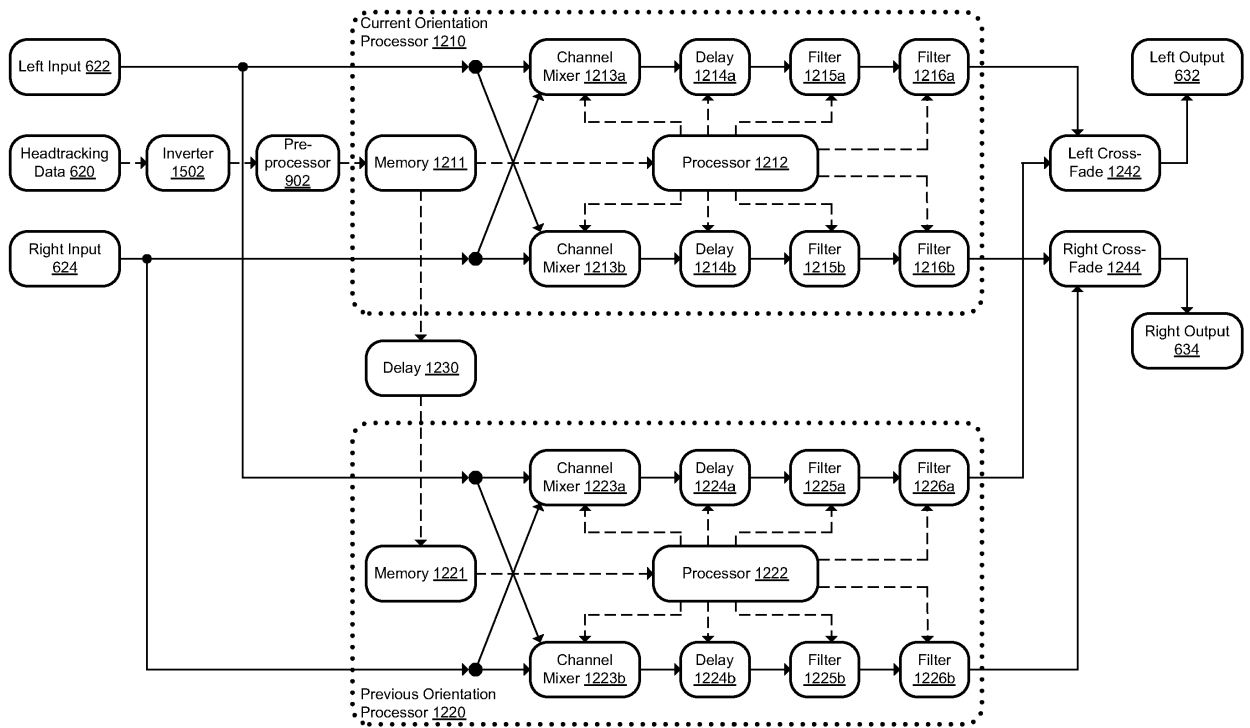 Current Orientation
Processor 1210
Left Input 622
Channel
Mixer 1213a
Delay
1214a
Filter
1215a
Filter
1216a
Left Output
632
Headtracking
Data 620
Inverter
1502
Pre-
processor
902
Memory 1211
Processor 1212
Left Cross-
Fade 1242
Right Input
624
Channel
Mixer 1213b
Delay
1214b
Filter
1215b
Filter
1216b
Right Cross-
Fade 1244
Right Output
634
Delay 1230
Channel
Mixer 1223a
Delay
1224a
Filter
1225a
Filter
1226a
Memory 1221
Processor 1222
Channel
Mixer 1223b
Delay
1224b
Filter
1225b
Filter
1226b
Previous Orientation
Processor 1220